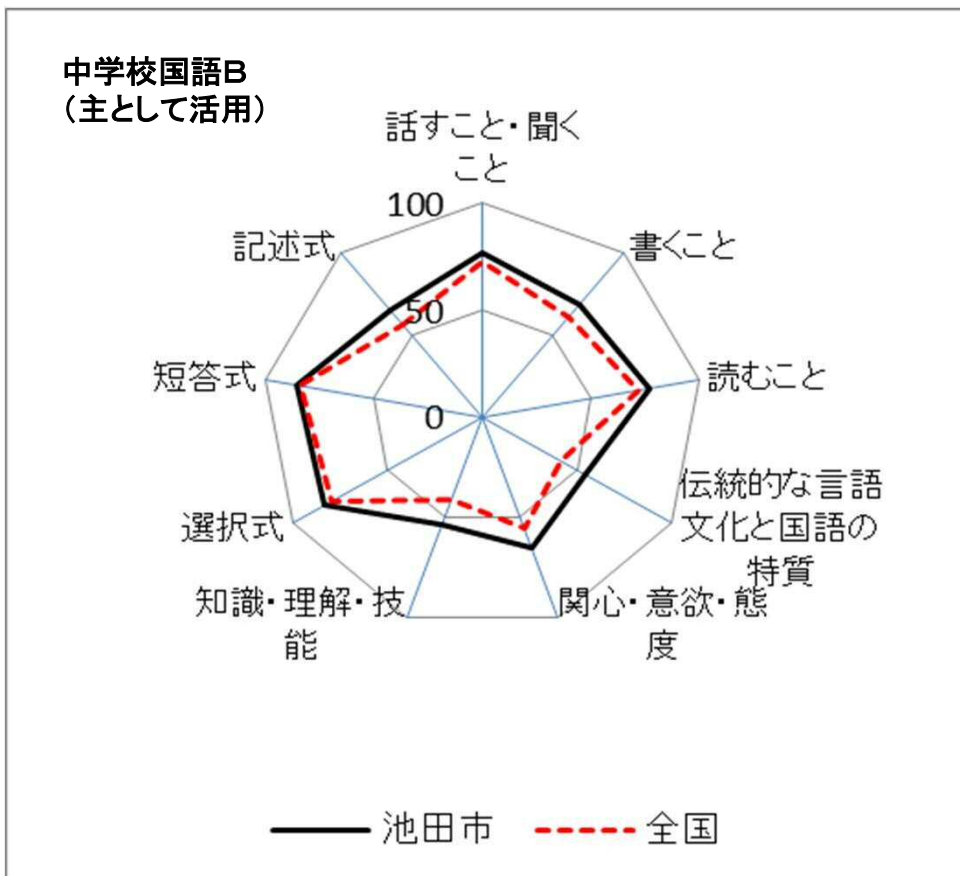 中学校国語B
(主として活用)
話すこと・聞く
こと
100
記述式
書くこと
50
短答式
読むこと
0
伝統的な言語
文化と国語の
特質
選択式
知識・理解・技
能
関心・意欲・態
度
池田市
全国